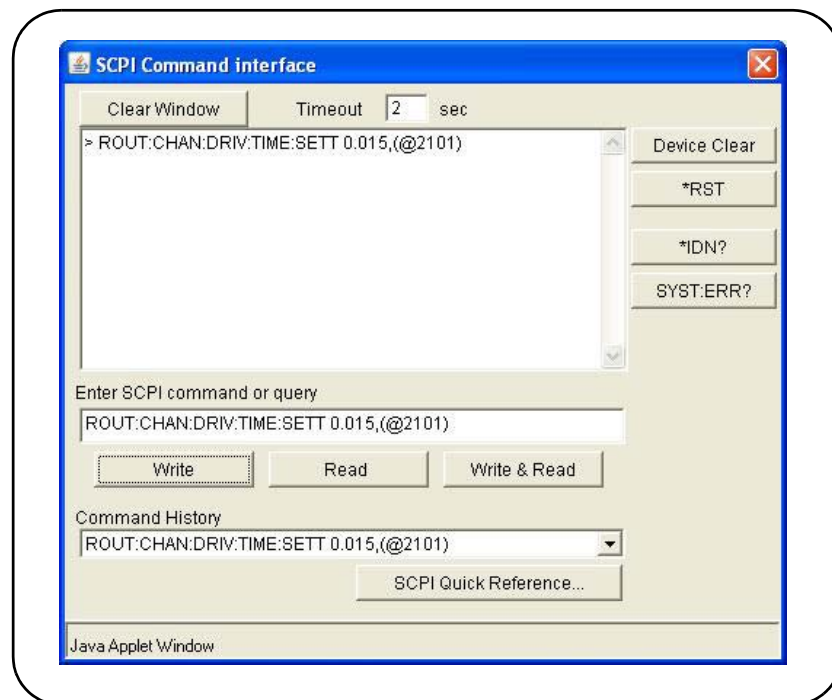 SCPI Command interface
Clear Window Timeout 2 sec
> ROUT:CHAN:DRIV:TIME:SETT 0.015,(@2101)
Device Clear
*RST
*IDN?
SYST:ERR?
Enter SCPI command or query
ROUT:CHAN:DRIV:TIME:SETT 0.015,(@2101)
Write Read Write & Read
Command History
ROUT:CHAN:DRIV:TIME:SETT 0.015,(@2101)
SCPI Quick Reference...
Java Applet Window